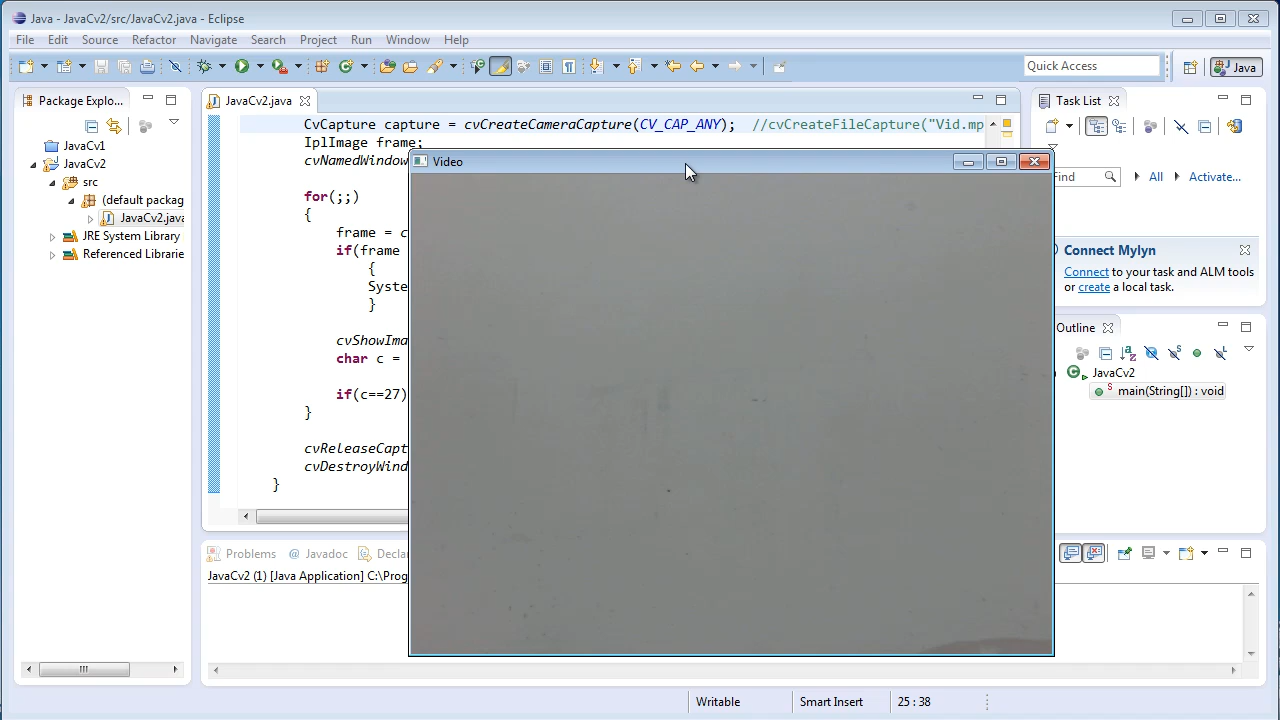 Java - JavaCv2/src/JavaCv2.java - Eclipse
File Edit Source Refactor Navigate Search Project Run Window Help
Quick Access
Java
Package Explo...
JavaCv1
JavaCv2
src
(default packag
JavaCv2.java
JRE System Library
Referenced Librarie
JavaCv2.java
CvCapture capture = cvCreateCameraCapture(CV_CAP_ANY); //cvCreateFileCapture("Vid.mp
IplImage frame;
cvNamedWindow
for(;;)
{
frame = c
if(frame
{
Syste
}
cvShowIma
char c =
if(c==27)
}
cvReleaseCapt
cvDestroyWind
}
Video
Task List
Find
All
Activate...
Connect Mylyn
Connect to your task and ALM tools
or create a local task.
Outline
JavaCv2
main(String[]) : void
Problems
@ Javadoc
Declar
JavaCv2 (1) [Java Application] C:\Prog
Writable
Smart Insert
25 : 38